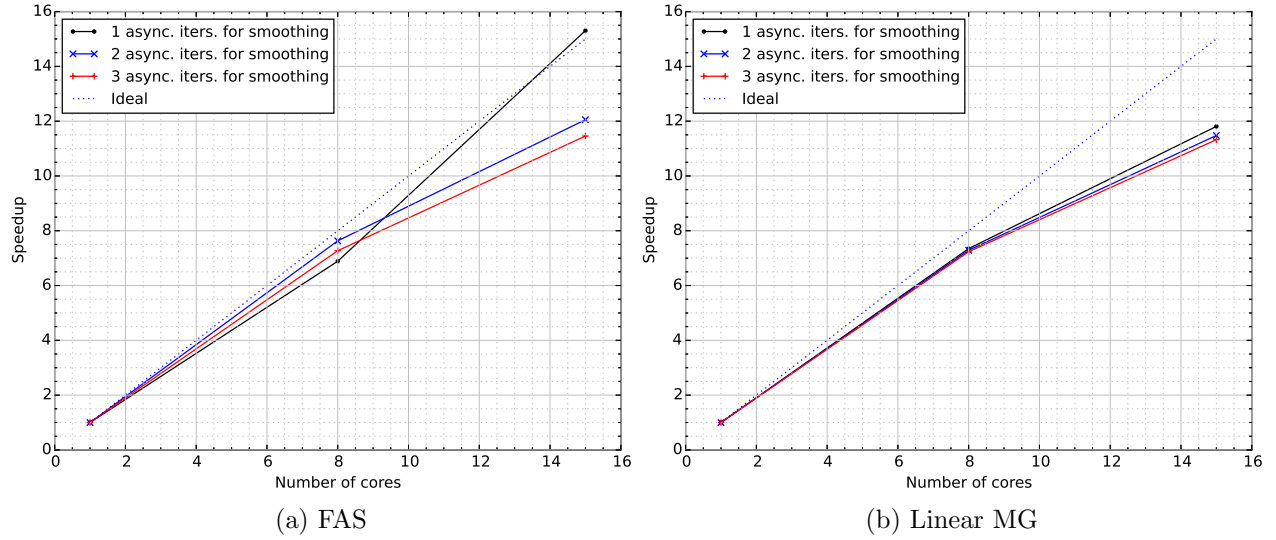 16
14
12
10
8
6
4
2
0
Speedup
1 async. iters. for smoothing
2 async. iters. for smoothing
3 async. iters. for smoothing
Ideal
0 2 4 6 8 10 12 14 16
Number of cores
(a) FAS
16
14
12
10
8
6
4
2
0
Speedup
1 async. iters. for smoothing
2 async. iters. for smoothing
3 async. iters. for smoothing
Ideal
0 2 4 6 8 10 12 14 16
Number of cores
(b) Linear MG